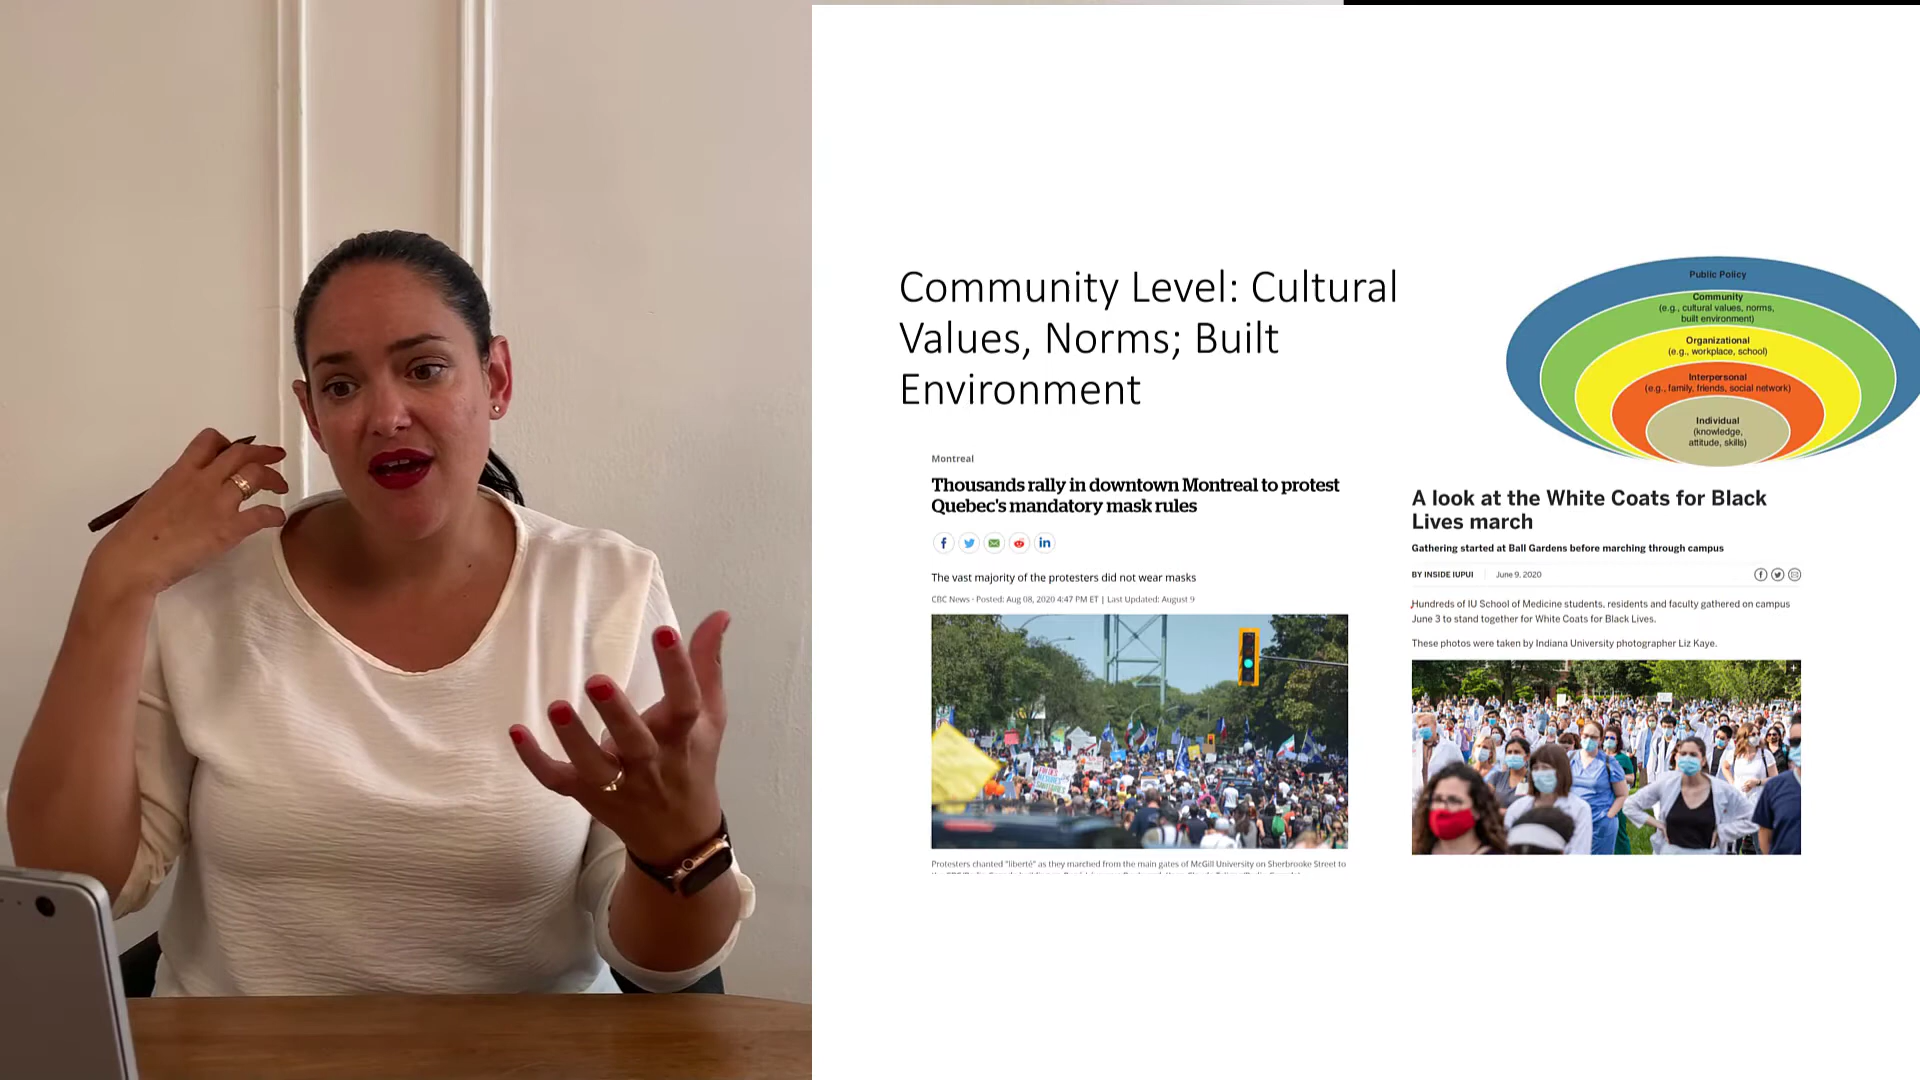 Community Level: Cultural
Values, Norms; Built
Environment
Public Policy
Community
(e.g., cultural values, norms,
built environment)
Organizational
(e.g., workplace, school)
Interpersonal
(e.g., family, friends, social network)
Individual
(knowledge,
attitude, skills)
Montreal
Thousands rally in downtown Montreal to protest
Quebec's mandatory mask rules
The vast majority of the protesters did not wear masks
CBC News · Posted: Aug 08, 2020 4:47 PM ET | Last Updated: August 9
Protesters chanted "liberté" as they marched from the main gates of McGill University on Sherbrooke Street to
A look at the White Coats for Black
Lives march
Gathering started at Ball Gardens before marching through campus
BY INSIDE IUPUI June 9, 2020
Hundreds of IU School of Medicine students, residents and faculty gathered on campus
June 3 to stand together for White Coats for Black Lives.
These photos were taken by Indiana University photographer Liz Kaye.